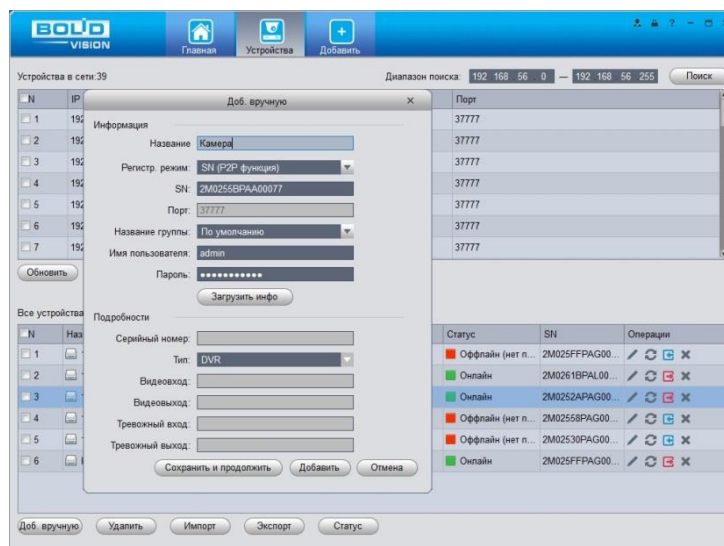 BOLID
VISION
Главная
Устройства
Добавить
?
Устройства в сети:39
Диапазон поиска: 192 168 56 0 — 192 168 56 255 Поиск
N IP Порт
1 192 37777
2 192 37777
3 192 37777
4 192 37777
5 192 37777
6 192 37777
7 192 37777
Обновить
Доб. вручную
Информация
Название Камера
Регистр. режим: SN (P2P функция)
SN: 2M0255BPAA00077
Порт: 37777
Название группы: По умолчанию
Имя пользователя: admin
Пароль: •••••••••••
Загрузить инфо
Подробности
Серийный номер:
Тип: DVR
Видеовход:
Видеовыход:
Тревожный вход:
Тревожный выход:
Сохранить и продолжить Добавить Отмена
Все устройства
N Наз Статус SN Операции
1 Оффлайн (нет п... 2M025FFPAG00...
2 Онлайн 2M0261BPAL00...
3 Онлайн 2M0252APAG00...
4 Оффлайн (нет п... 2M02558PAG00...
5 Оффлайн (нет п... 2M02530PAG00...
6 Онлайн 2M025FFPAG00...
Доб. вручную Удалить Импорт Экспорт Статус